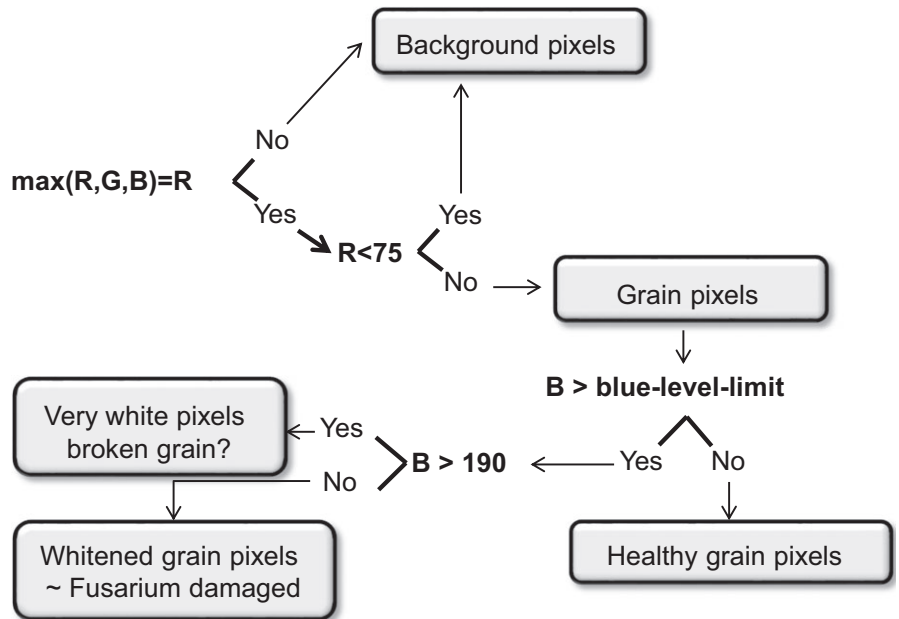 Background pixels
No
max(R,G,B)=R
Yes
R<75
Yes
No
Grain pixels
B > blue-level-limit
Yes
No
Healthy grain pixels
B > 190
Yes
Very white pixels
broken grain?
No
Whitened grain pixels
~ Fusarium damaged